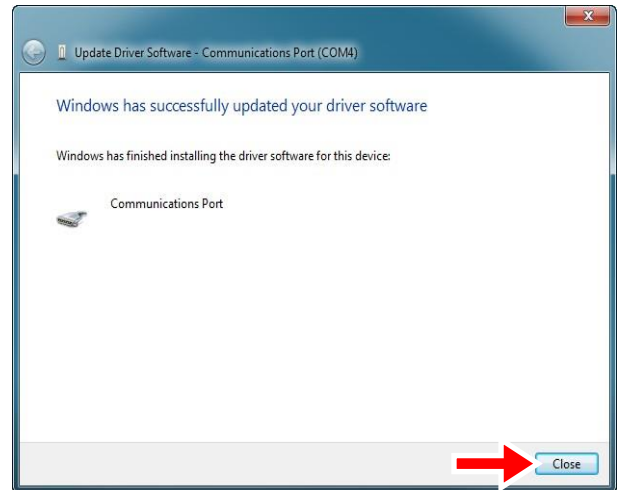 Update Driver Software - Communications Port (COM4)
Windows has successfully updated your driver software
Windows has finished installing the driver software for this device:
Communications Port
Close